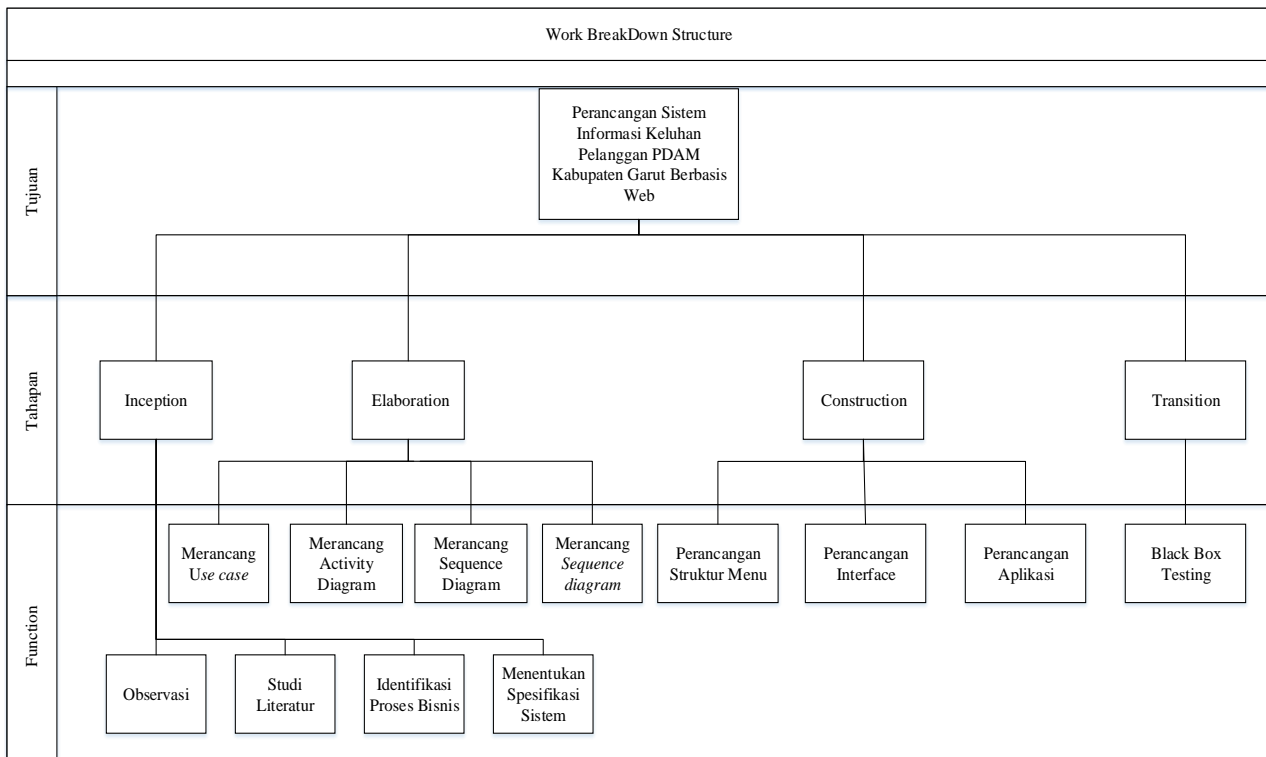 Work BreakDown Structure
Tujuan
Perancangan Sistem
Informasi Keluhan
Pelanggan PDAM
Kabupaten Garut Berbasis
Web
Tahapan
Inception
Elaboration
Construction
Transition
Function
Merancang
Use case
Merancang
Activity
Diagram
Merancang
Sequence
Diagram
Merancang
Sequence
diagram
Perancangan
Struktur Menu
Perancangan
Interface
Perancangan
Aplikasi
Black Box
Testing
Observasi
Studi
Literatur
Identifikasi
Proses Bisnis
Menentukan
Spesifikasi
Sistem